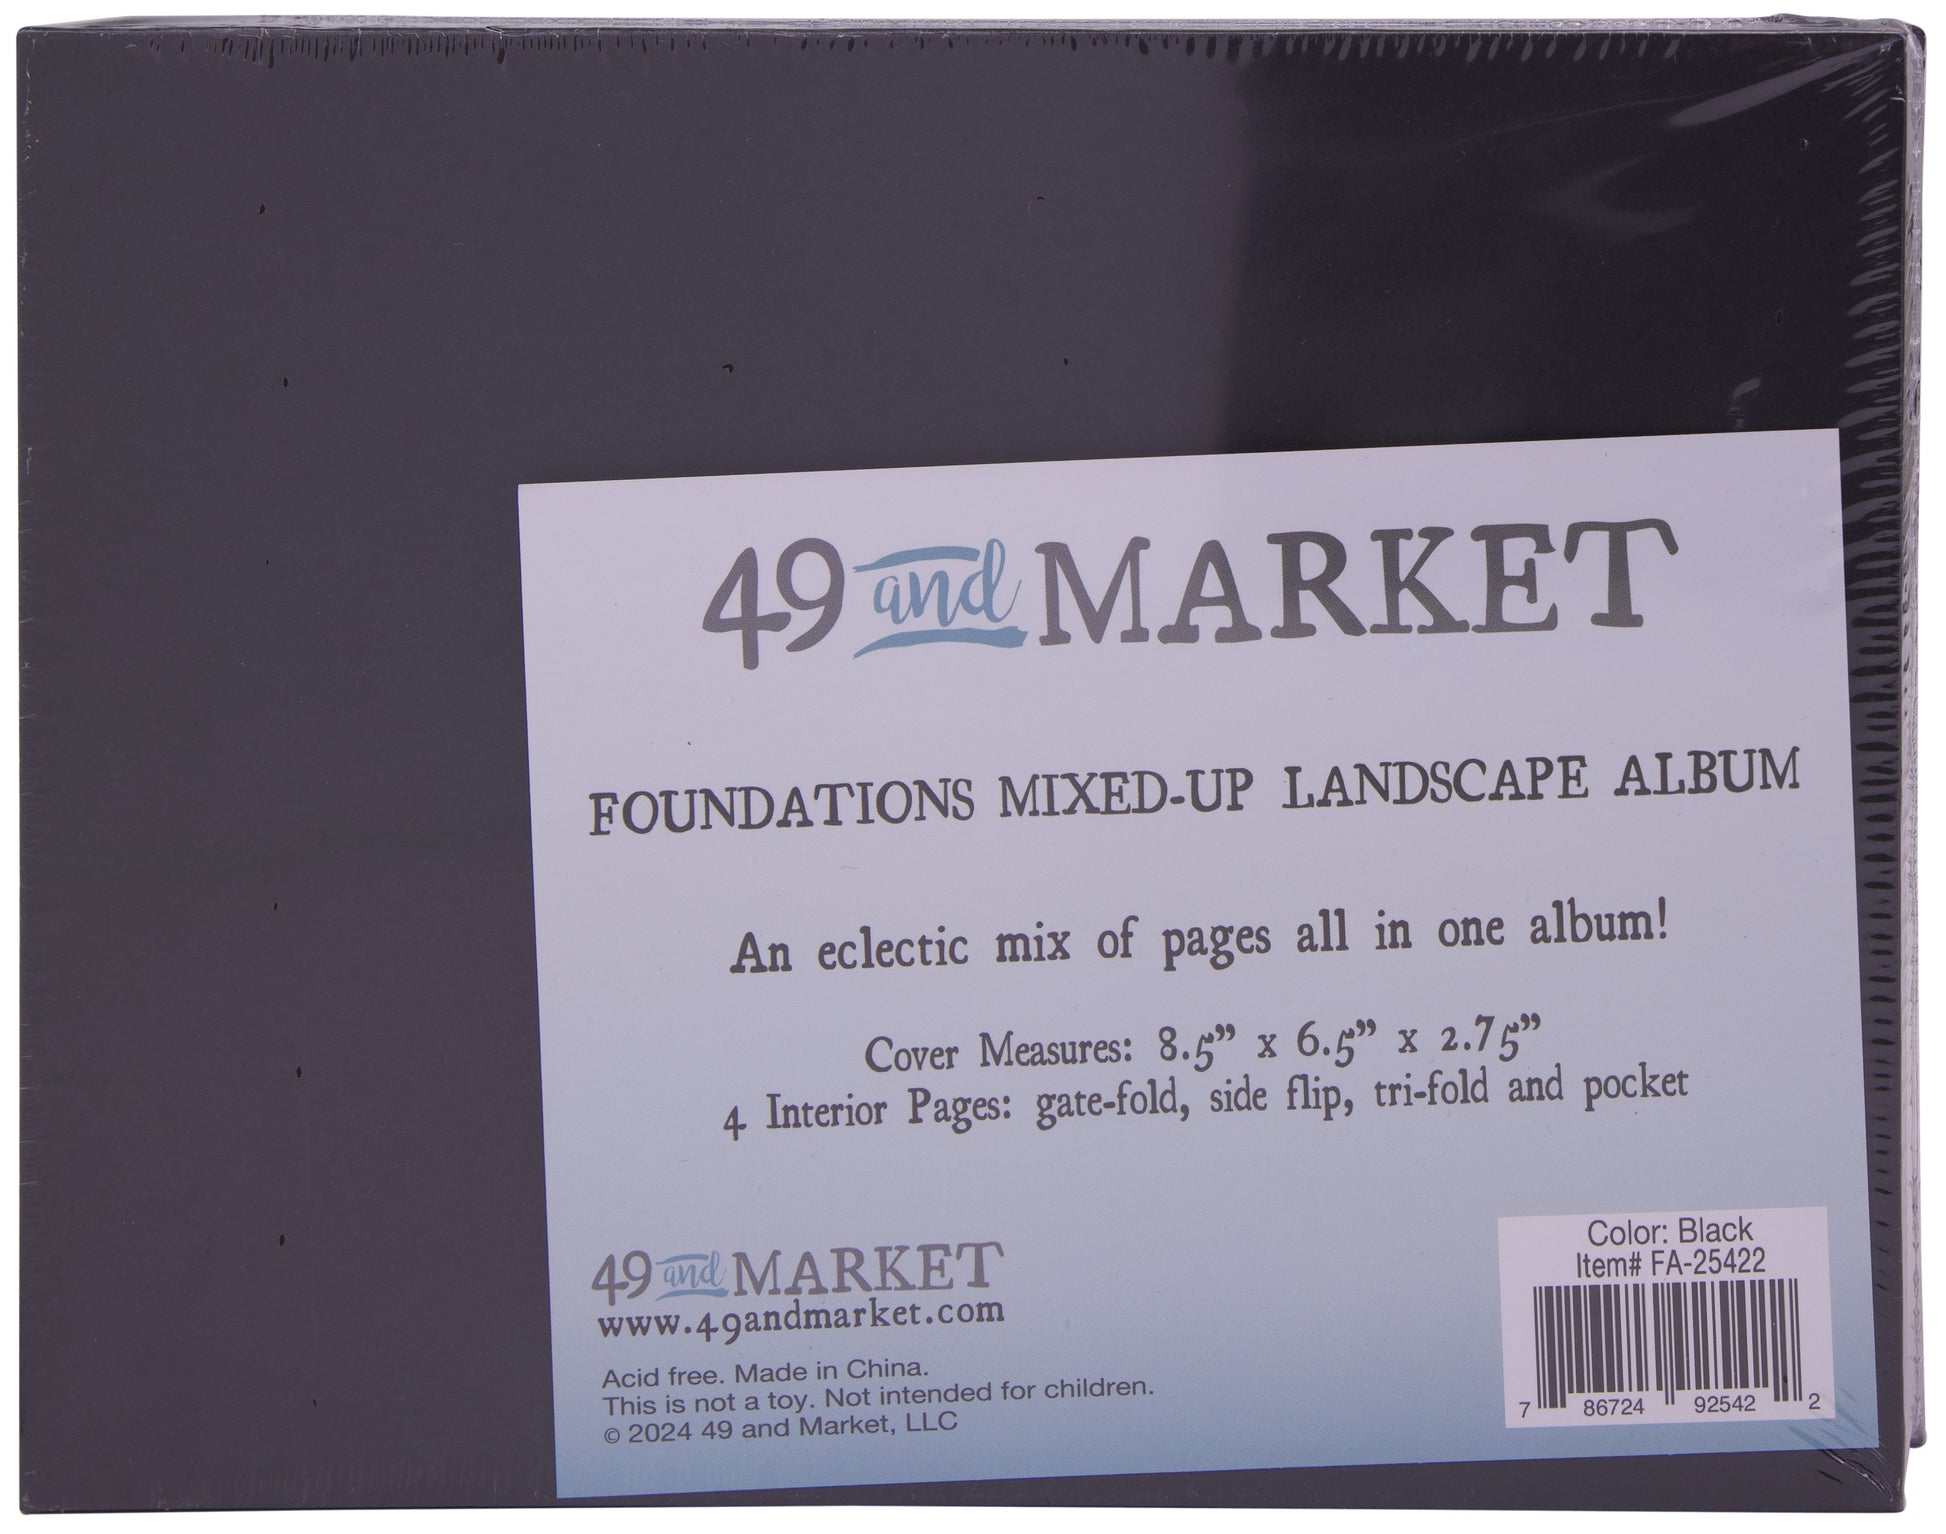 49 and MARKET
FOUNDATIONS MIXED-UP LANDSCAPE ALBUM
An eclectic mix of pages all in one album!
Cover Measures: 8.5” x 6.5” x 2.75”
4 Interior Pages: gate-fold, side flip, tri-fold and pocket
49 and MARKET
www.49andmarket.com
Acid free. Made in China.
This is not a toy. Not intended for children.
© 2024 49 and Market, LLC
Color: Black
Item# FA-25422
7 86724 92542 2